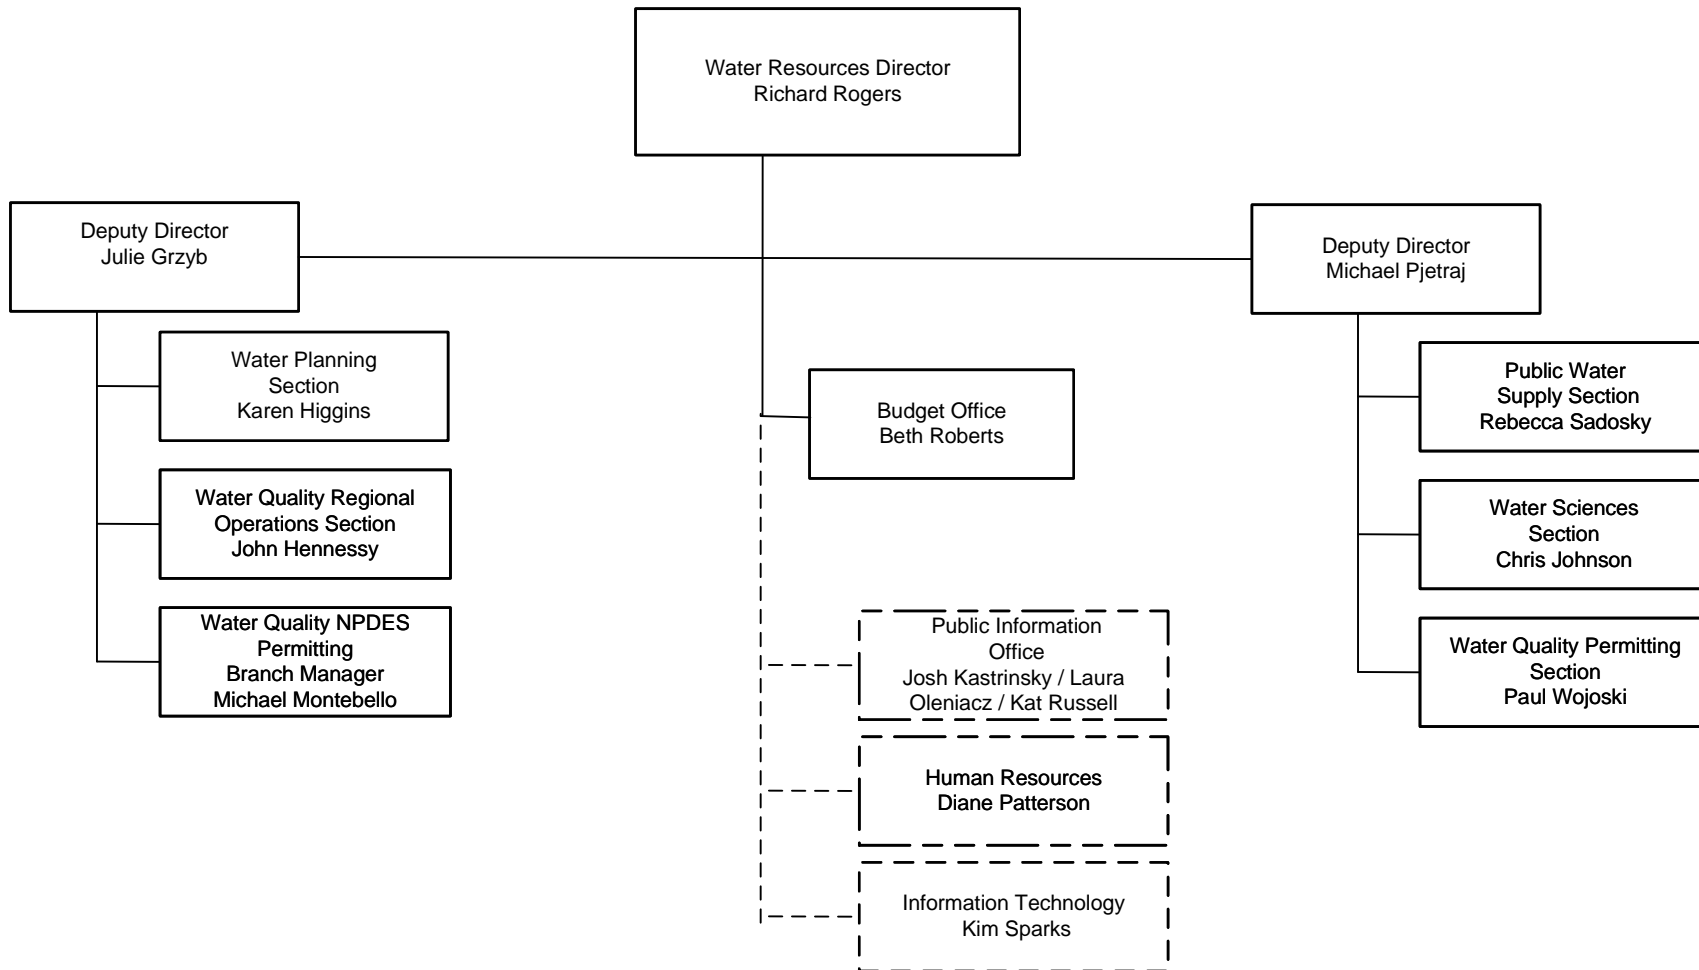 Water Resources Director
Richard Rogers
Deputy Director
Julie Grzyb
Deputy Director
Michael Pjetraj
Water Planning
Section
Karen Higgins
Water Quality Regional
Operations Section
John Hennessy
Water Quality NPDES
Permitting
Branch Manager
Michael Montebello
Budget Office
Beth Roberts
Public Information
Office
Josh Kastrinsky / Laura
Oleniacz / Kat Russell
Human Resources
Diane Patterson
Information Technology
Kim Sparks
Public Water
Supply Section
Rebecca Sadosky
Water Sciences
Section
Chris Johnson
Water Quality Permitting
Section
Paul Wojoski